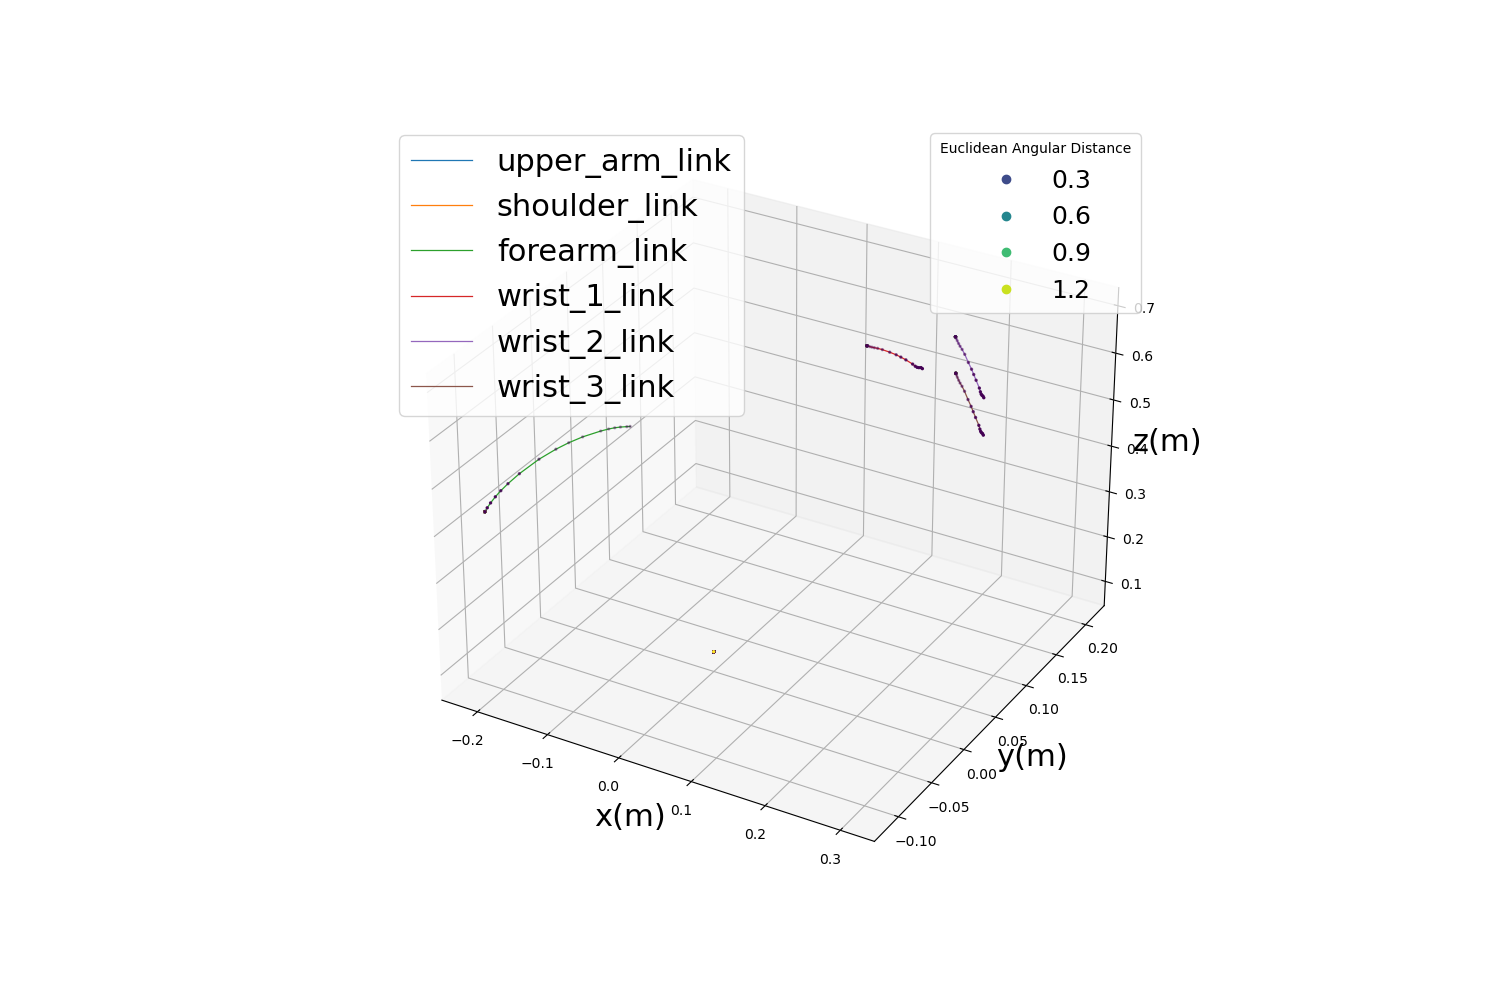 upper_arm_link
shoulder_link
forearm_link
wrist_1_link
wrist_2_link
wrist_3_link
Euclidean Angular Distance
0.3
0.6
0.9
1.2
0.7
0.6
0.5
0.4
z(m)
0.3
0.2
0.1
0.20
0.15
0.10
0.05
0.00
y(m)
−0.05
−0.10
−0.2
−0.1
0.0
x(m)
0.1
0.2
0.3